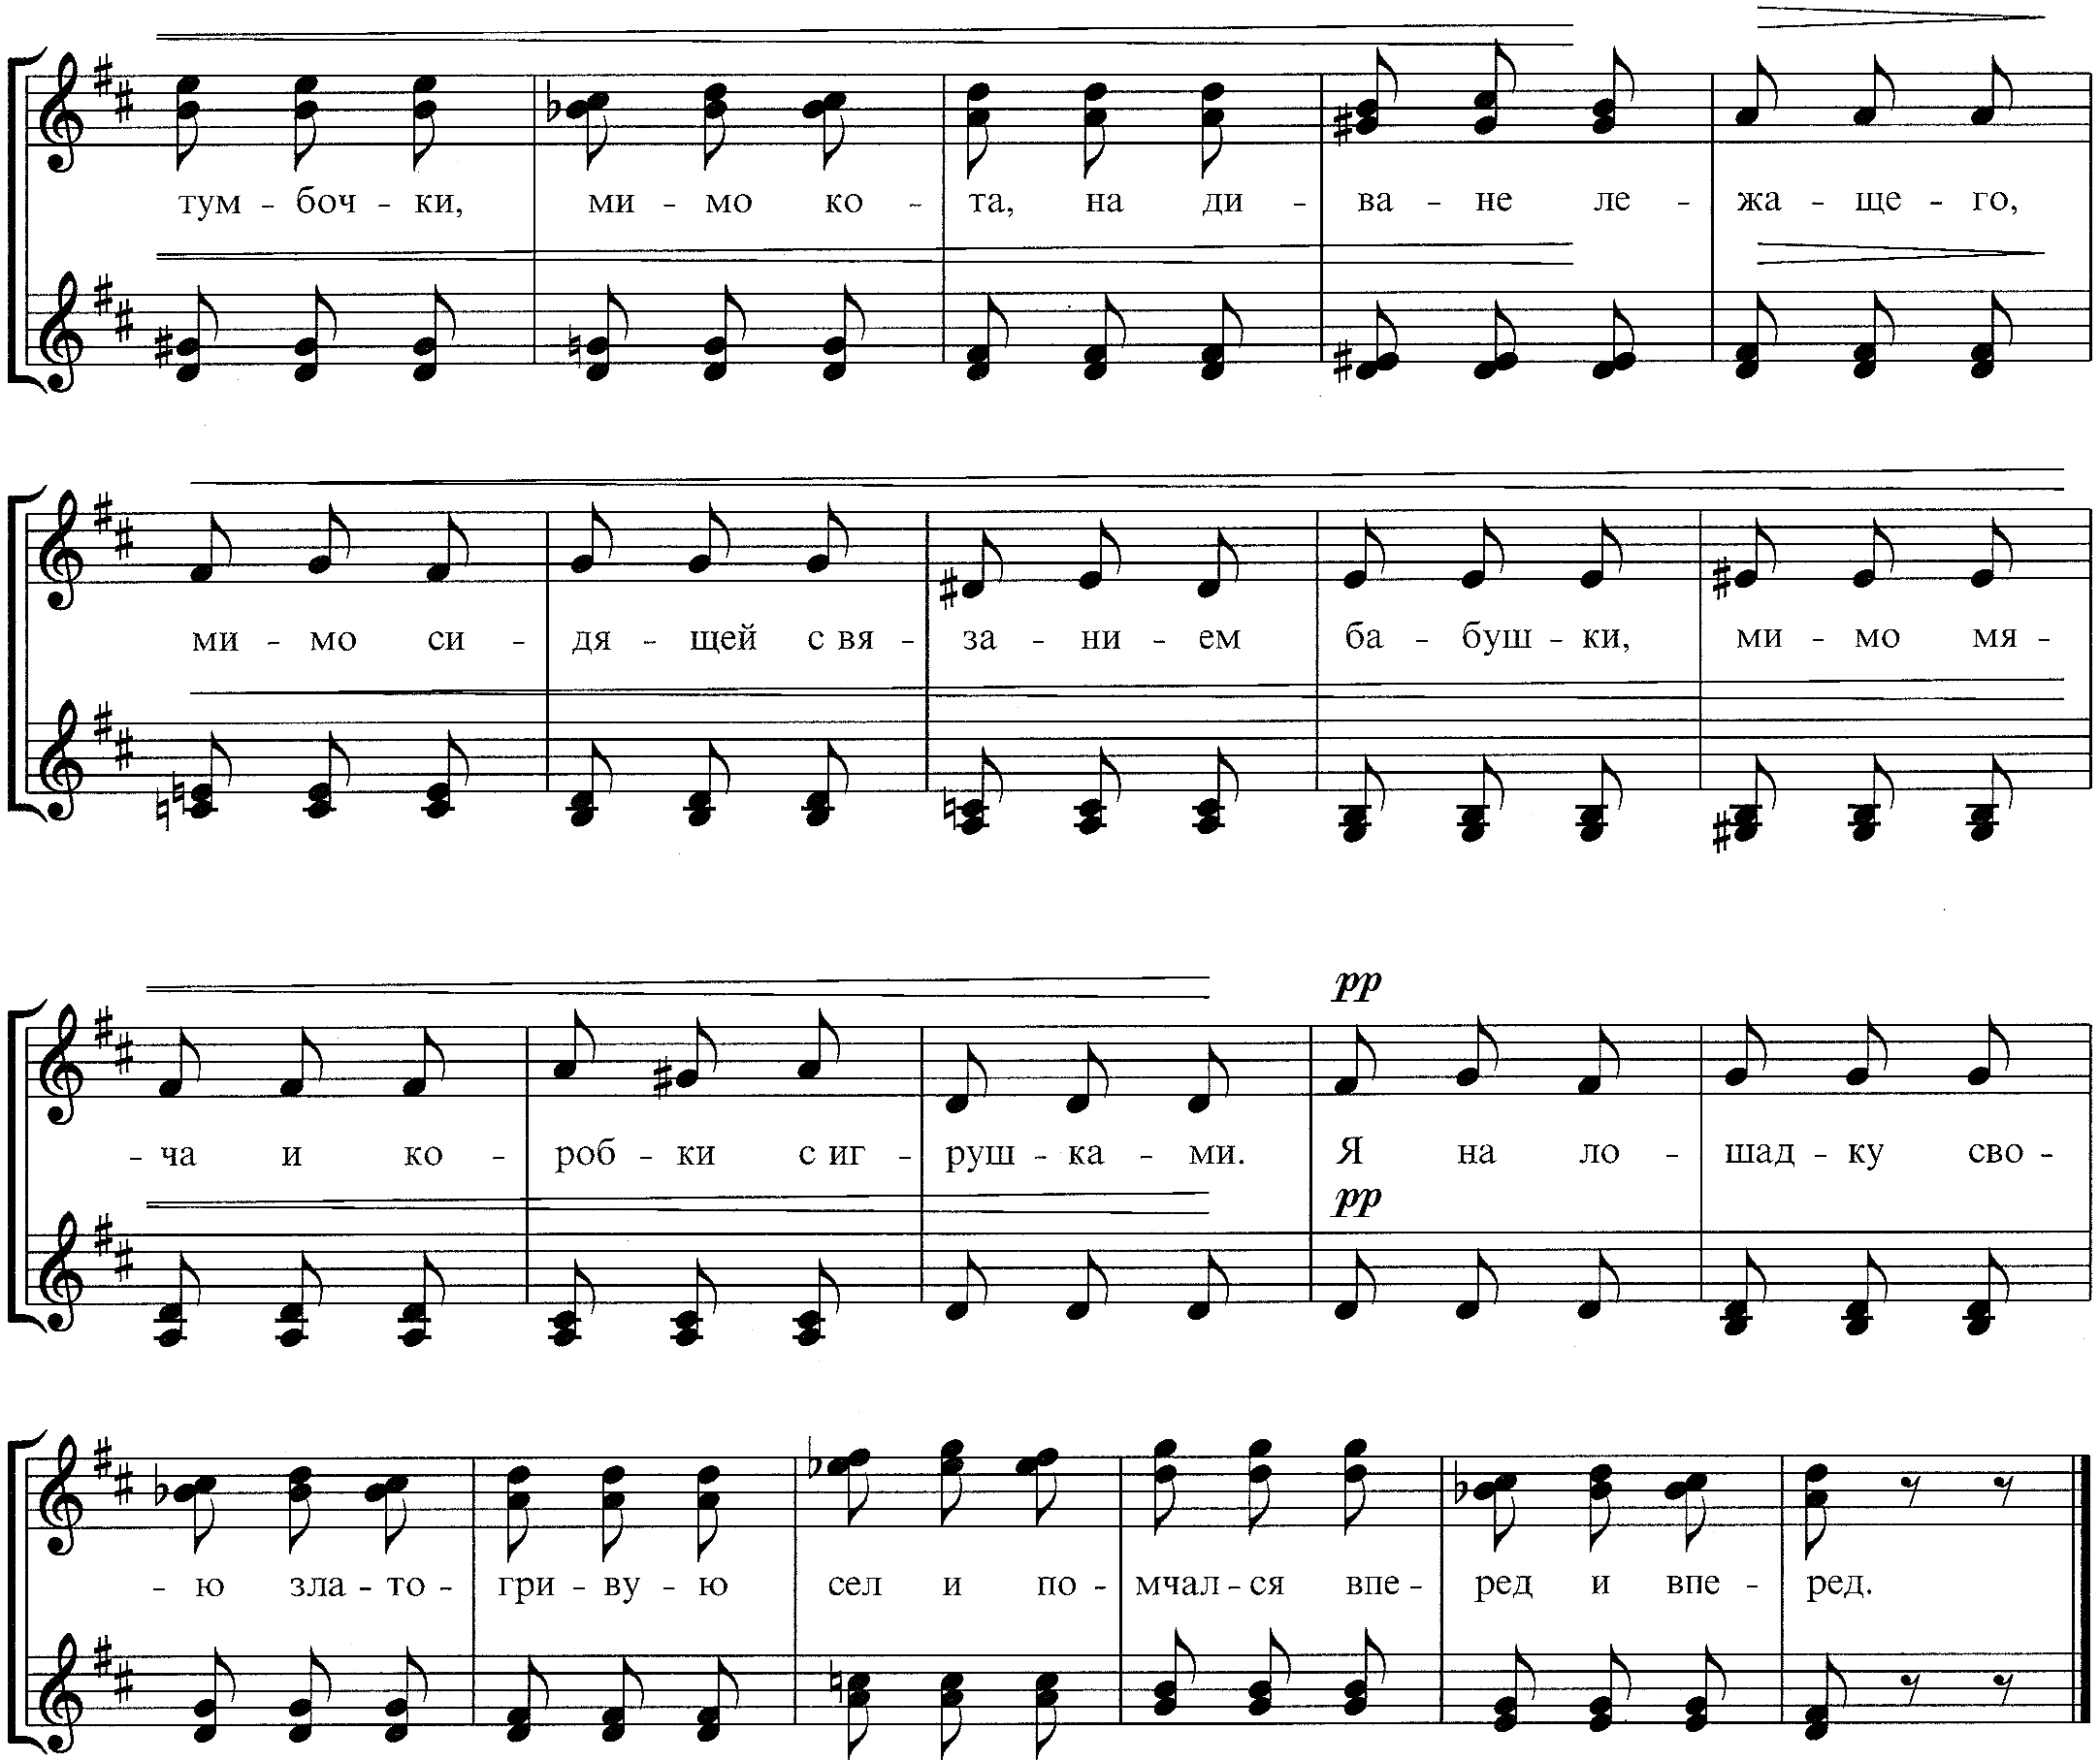 тум - боч - ки, ми - мо ко - та, на ди - ва - не ле - жа - ще - го,
ми - мо си - дя - щей с вя - за - ни - ем ба - буш - ки, ми - мо мя -
pp
- ча и ко - роб - ки с иг - руш - ка - ми. Я на ло - шад - ку сво -
pp
- ю зла - то - гри - ву - ю сел и по - мчал - ся впе - ред и впе - ред.